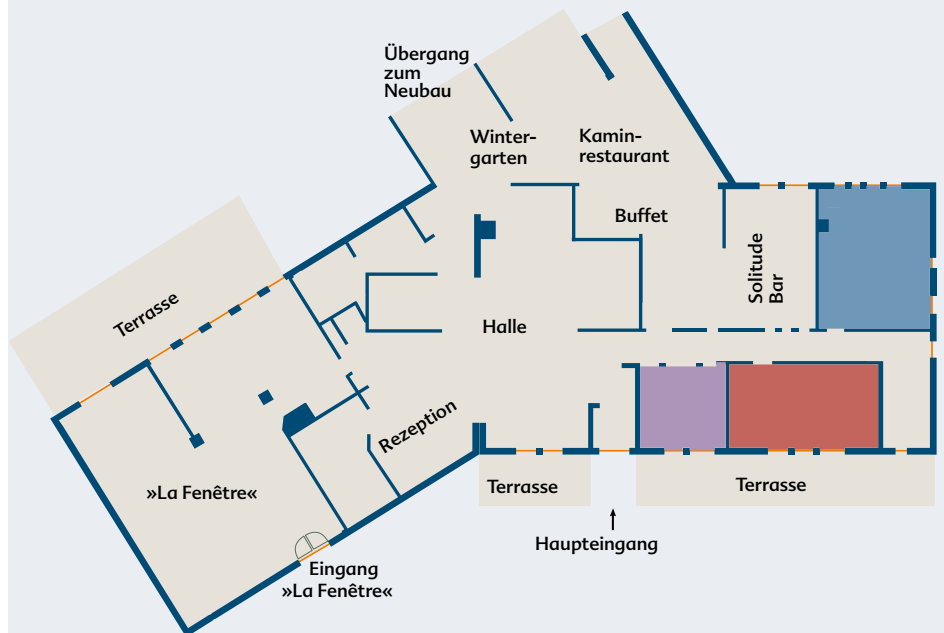 Übergang
zum
Neubau
Winter-
garten
Kamin-
restaurant
Buffet
Solitude
Bar
Terrasse
Halle
Rezeption
»La Fenêtre«
Terrasse
Terrasse
Haupteingang
Eingang
»La Fenêtre«